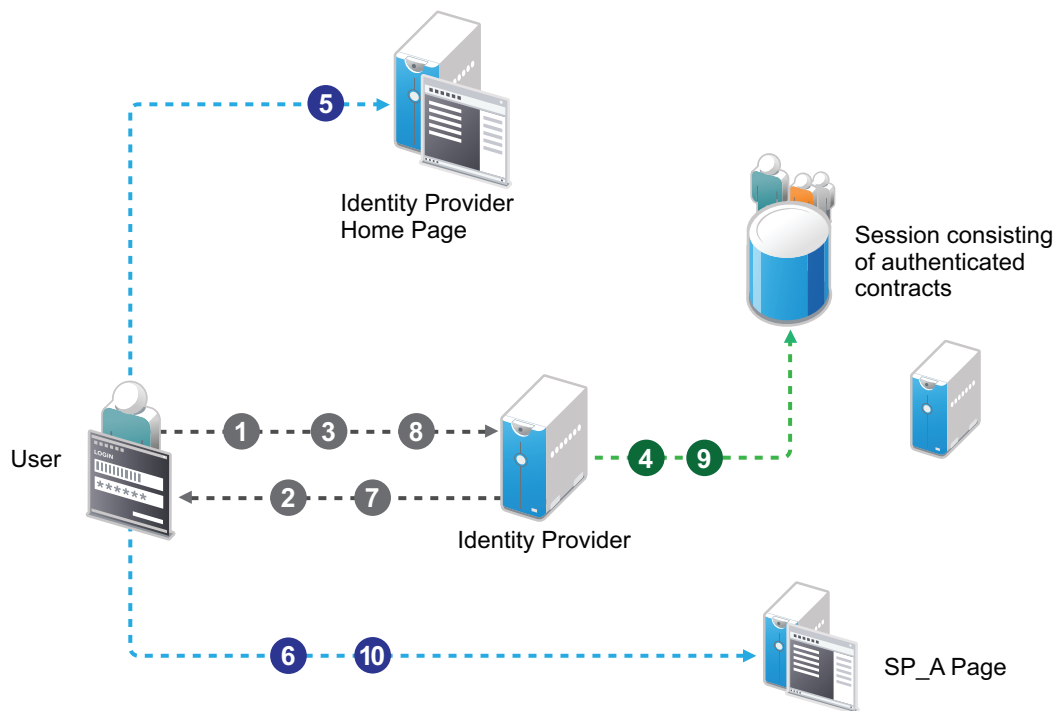 5
Identity Provider
Home Page
Session consisting
of authenticated
contracts
User
LOGIN
******
1
3
8
2
7
4
9
Identity Provider
6
10
SP_A Page